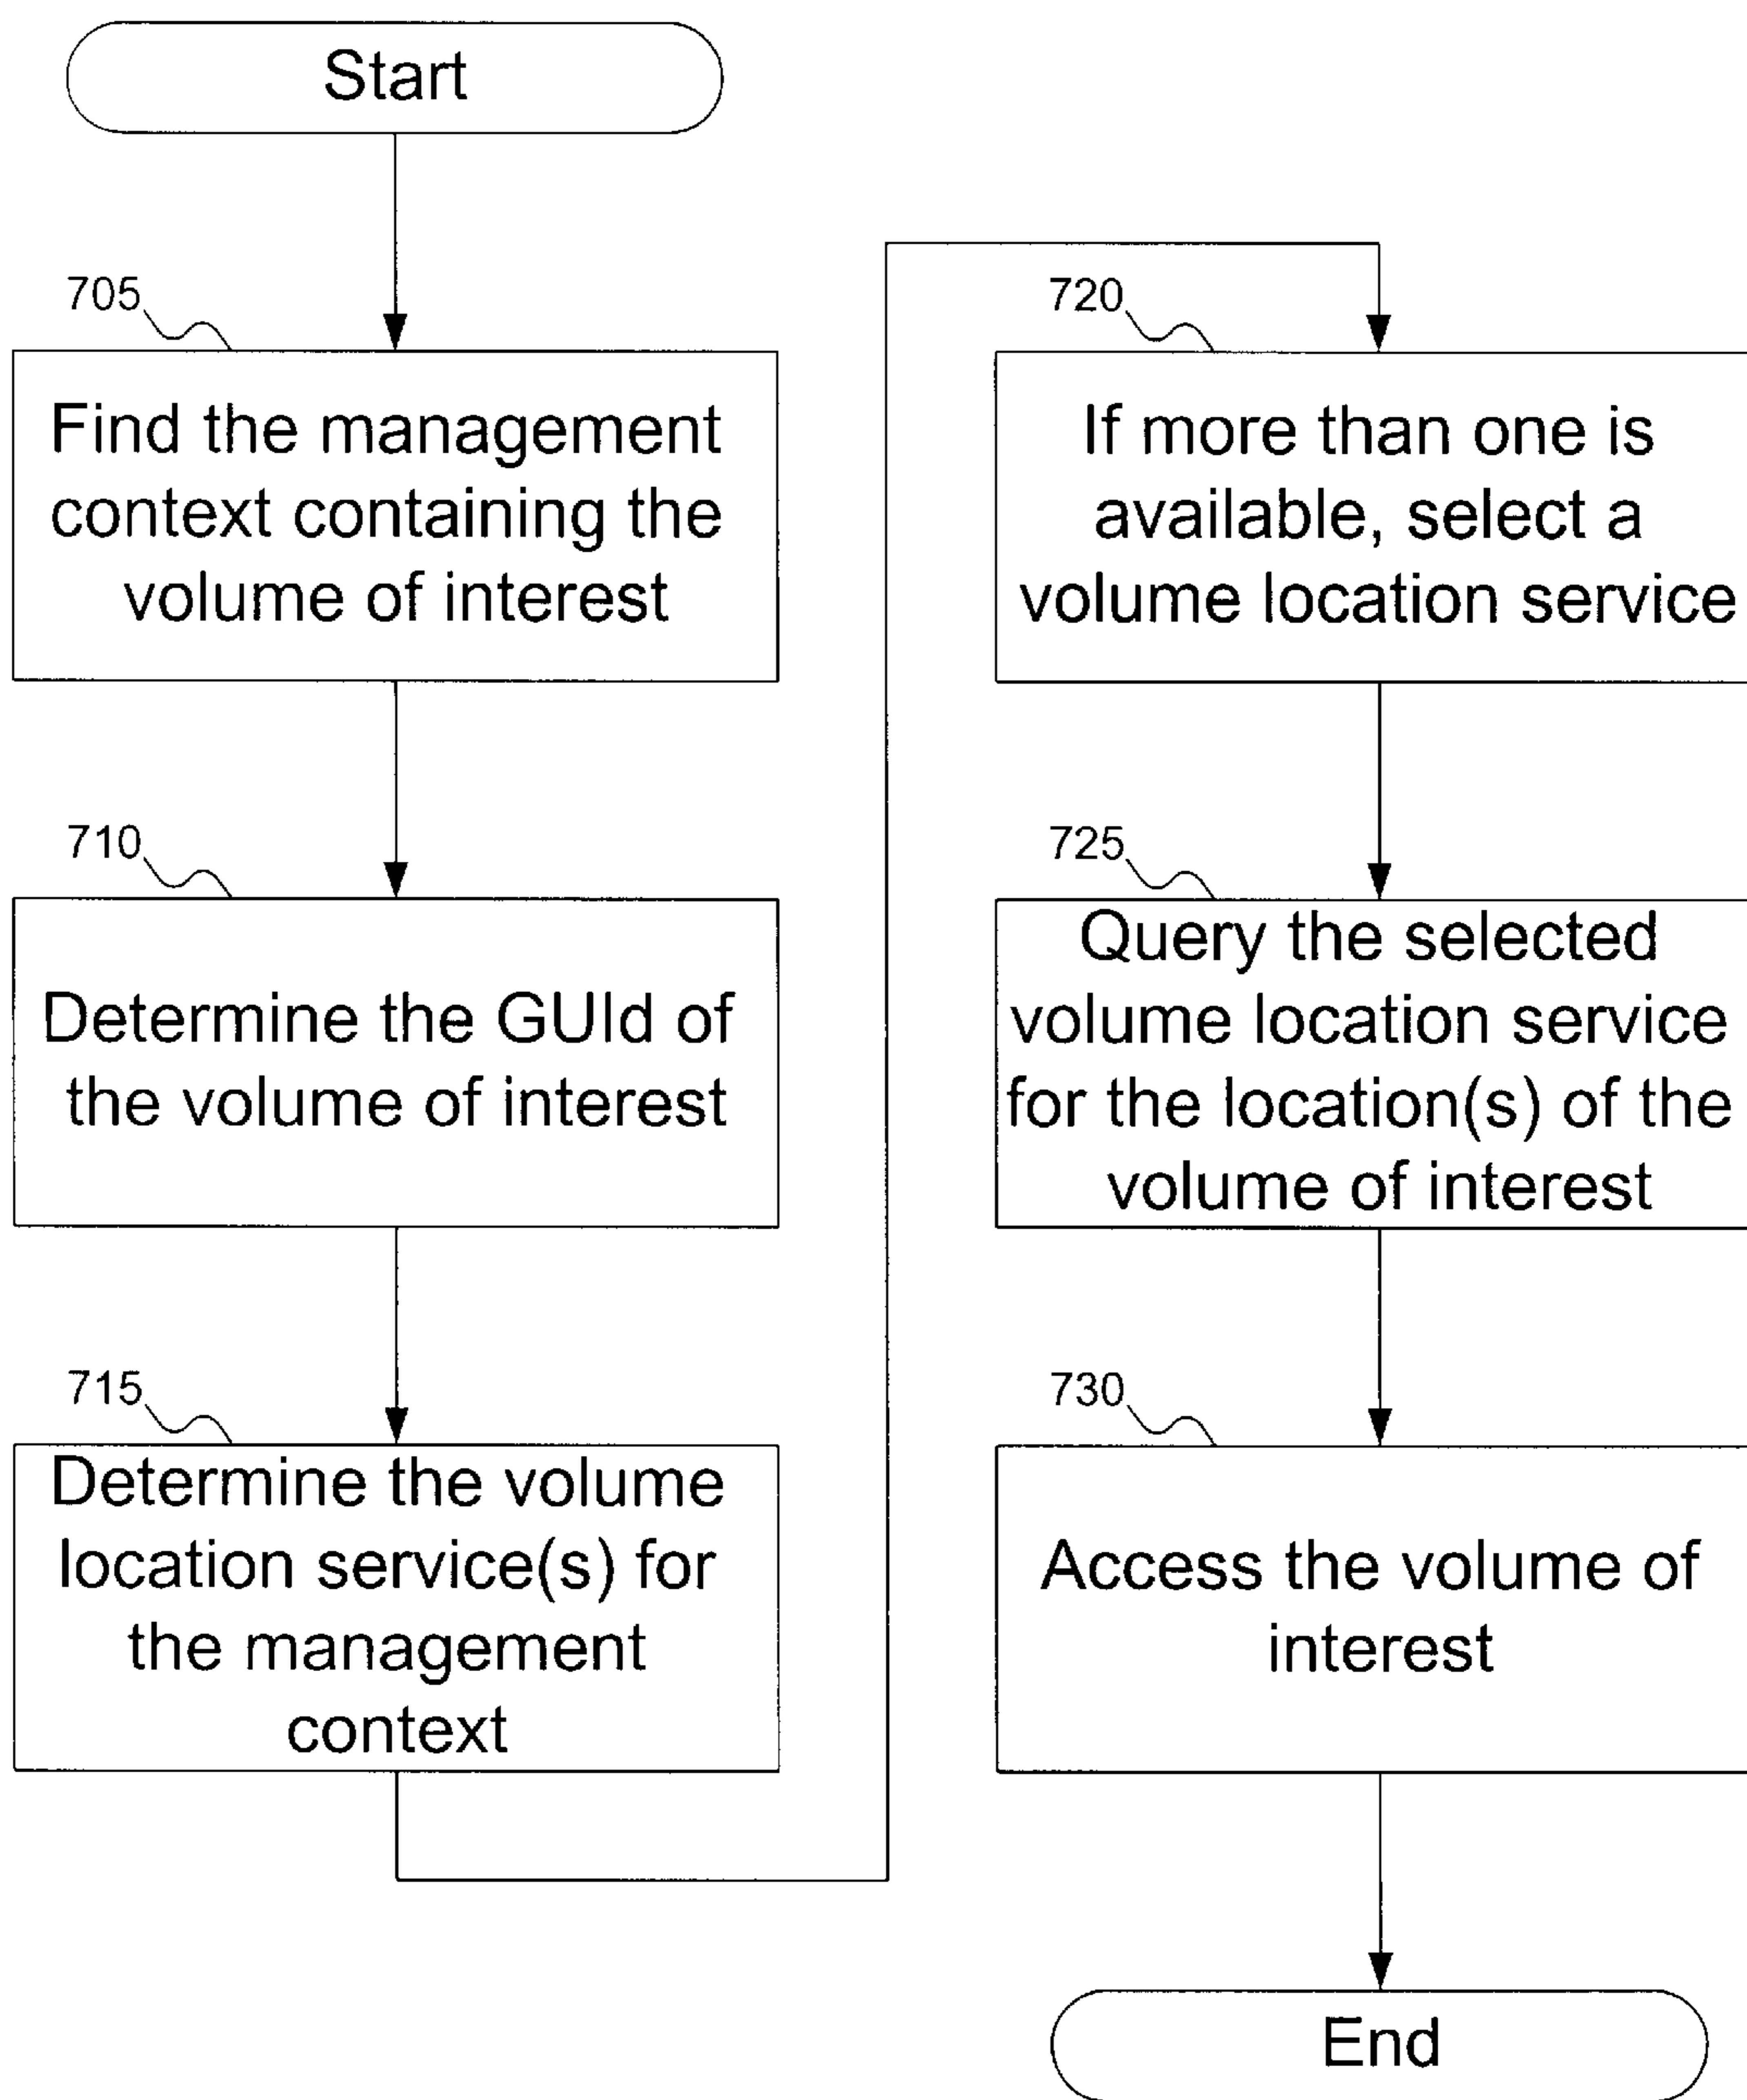 Start
705
Find the management
context containing the
volume of interest
710
Determine the GUId of
the volume of interest
715
Determine the volume
location service(s) for
the management
context
720
If more than one is
available, select a
volume location service
725
Query the selected
volume location service
for the location(s) of the
volume of interest
730
Access the volume of
interest
End